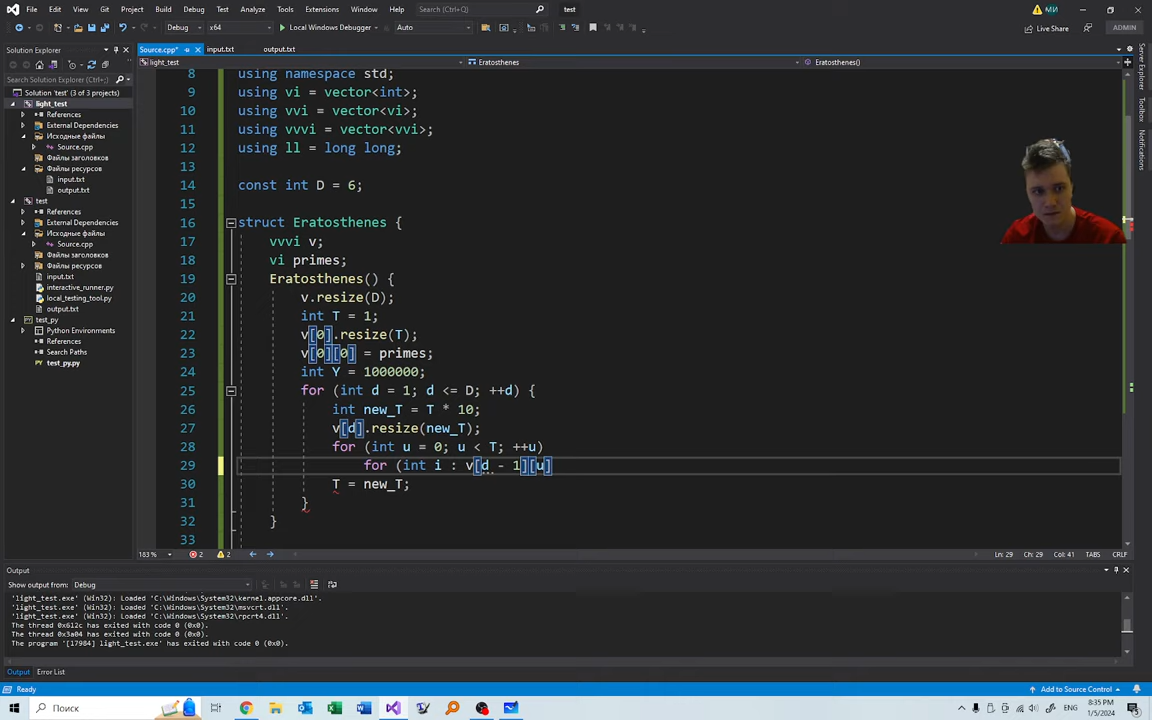 File Edit View Git Project Build Debug Test Analyze Tools Extensions Window Help Search (Ctrl+Q) test МИ
Debug x64 Local Windows Debugger Auto Live Share ADMIN
Solution Explorer
Search Solution Explorer (Ctrl+;)
Solution 'test' (3 of 3 projects)
light_test
References
External Dependencies
Исходные файлы
Source.cpp
Файлы заголовков
Файлы ресурсов
input.txt
output.txt
test
References
External Dependencies
Исходные файлы
Source.cpp
Файлы заголовков
Файлы ресурсов
input.txt
interactive_runner.py
local_testing_tool.py
output.txt
test_py
Python Environments
References
Search Paths
test_py.py
Source.cpp* input.txt output.txt
light_test Eratosthenes Eratosthenes()
8 using namespace std;
9 using vi = vector<int>;
10 using vvi = vector<vi>;
11 using vvvi = vector<vvi>;
12 using ll = long long;
13
14 const int D = 6;
15
16 struct Eratosthenes {
17 vvvi v;
18 vi primes;
19 Eratosthenes() {
20 v.resize(D);
21 int T = 1;
22 v[0].resize(T);
23 v[0][0] = primes;
24 int Y = 1000000;
25 for (int d = 1; d <= D; ++d) {
26 int new_T = T * 10;
27 v[d].resize(new_T);
28 for (int u = 0; u < T; ++u)
29 for (int i : v[d - 1][u]
30 T = new_T;
31 }
32 }
33
183 % 2 2 Ln: 29 Ch: 29 Col: 41 TABS CRLF
Server Explorer
Toolbox
Notifications
Output
Show output from: Debug
'light_test.exe' (Win32): Loaded 'C:\Windows\System32\kernel.appcore.dll'.
'light_test.exe' (Win32): Loaded 'C:\Windows\System32\msvcrt.dll'.
'light_test.exe' (Win32): Loaded 'C:\Windows\System32\rpcrt4.dll'.
The thread 0x612c has exited with code 0 (0x0).
The thread 0x3a04 has exited with code 0 (0x0).
The program '[17984] light_test.exe' has exited with code 0 (0x0).
Output Error List
Ready Add to Source Control
Поиск ENG 8:35 PM
1/5/2024 5